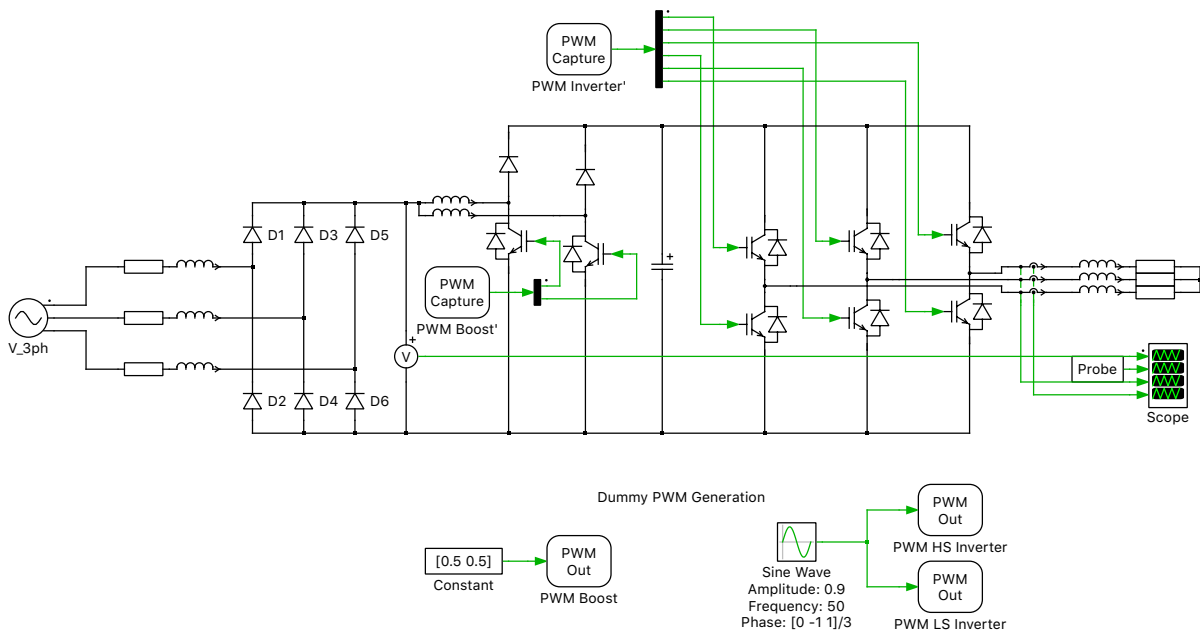 PWM
Capture
PWM Inverter'
D1
D3
D5
+
PWM
Capture
PWM Boost'
V_3ph
+
V
Probe
D2
D4
D6
Scope
Dummy PWM Generation
PWM
Out
PWM HS Inverter
[0.5 0.5]
Constant
PWM
Out
PWM Boost
Sine Wave
Amplitude: 0.9
Frequency: 50
Phase: [0 -1 1]/3
PWM
Out
PWM LS Inverter